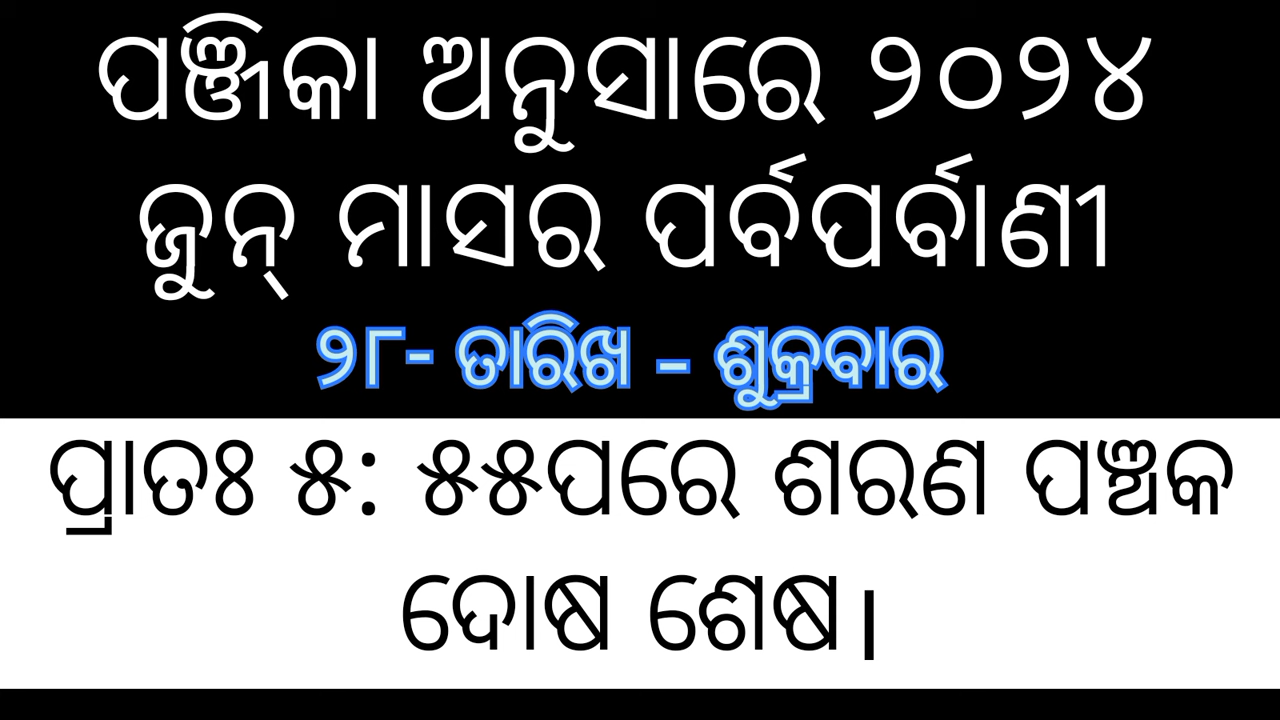 ପଞ୍ଜିକା ଅନୁସାରେ ୨୦୨୪
ଜୁନ୍ ମାସର ପର୍ବପର୍ବାଣୀ
୨୮- ତାରିଖ - ଶୁକ୍ରବାର
ପ୍ରାତଃ ୫: ୫୫ପରେ ଶରଣ ପଞ୍ଚକ
ଦୋଷ ଶେଷ।